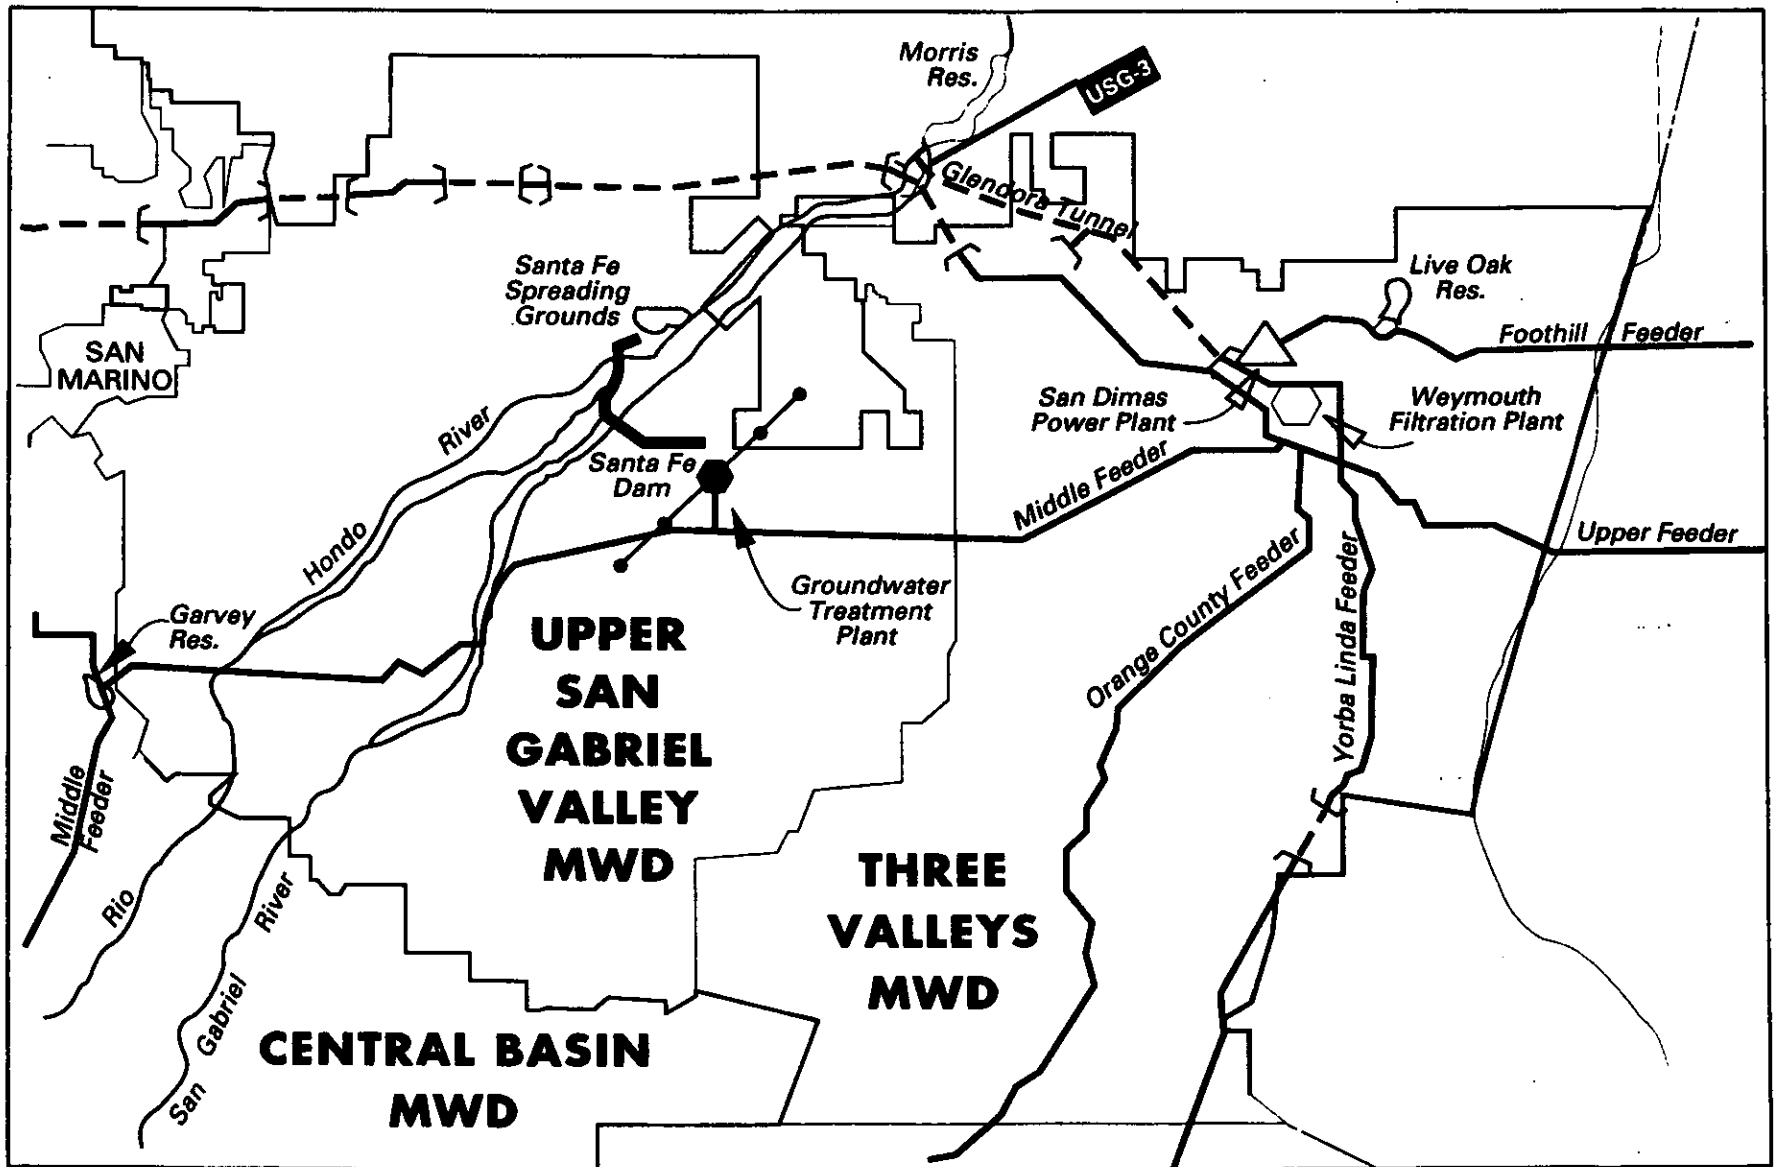 Morris
Res.
USG-3
Glendora Tunnel
Santa Fe
Spreading
Grounds
Live Oak
Res.
SAN
MARINO
Foothill Feeder
San Dimas
Power Plant
Weymouth
Filtration Plant
River
Hondo
Rio
Santa Fe
Dam
Middle Feeder
Upper Feeder
Orange County Feeder
Yorba Linda Feeder
Groundwater
Treatment
Plant
Garvey
Res.
UPPER
SAN
GABRIEL
VALLEY
MWD
Middle
Feeder
THREE
VALLEYS
MWD
River
Gabriel
San
CENTRAL BASIN
MWD